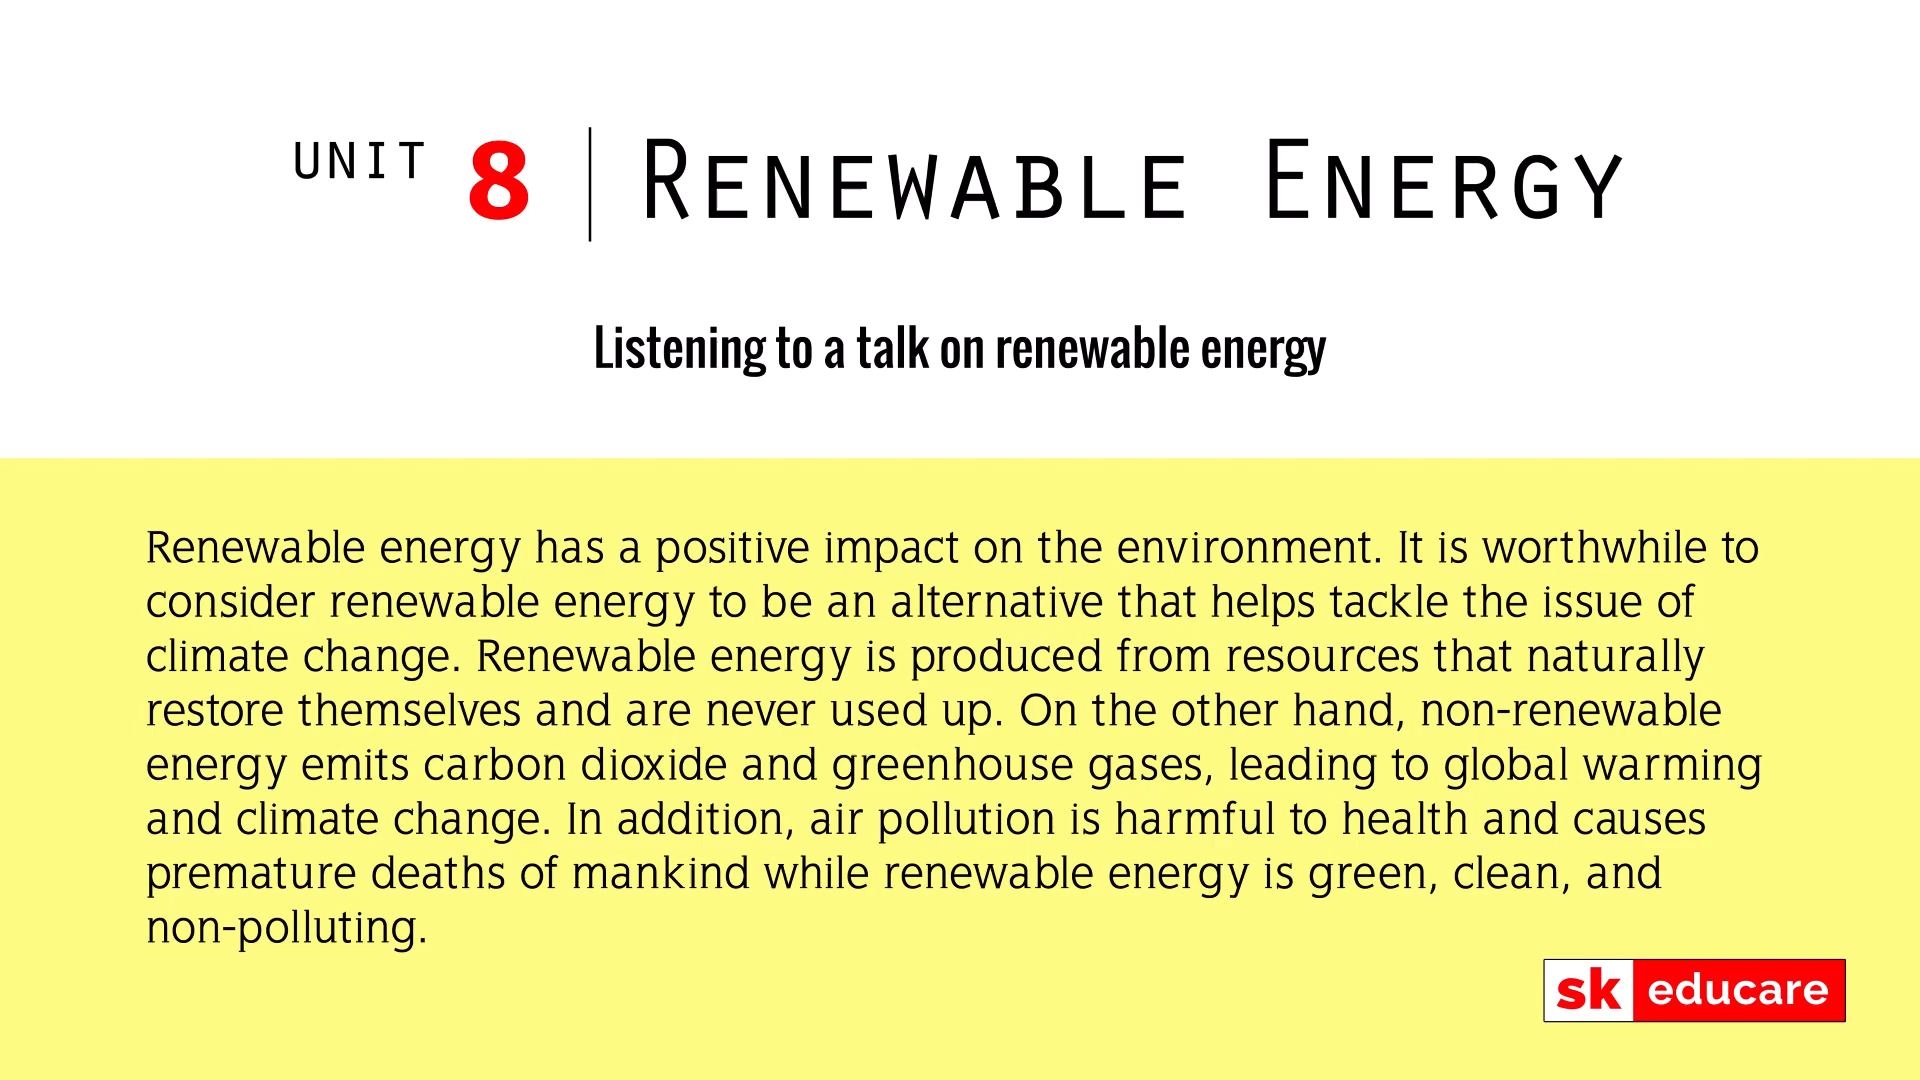 UNIT 8 | RENEWABLE ENERGY
Listening to a talk on renewable energy
Renewable energy has a positive impact on the environment. It is worthwhile to
consider renewable energy to be an alternative that helps tackle the issue of
climate change. Renewable energy is produced from resources that naturally
restore themselves and are never used up. On the other hand, non-renewable
energy emits carbon dioxide and greenhouse gases, leading to global warming
and climate change. In addition, air pollution is harmful to health and causes
premature deaths of mankind while renewable energy is green, clean, and
non-polluting.
sk educare